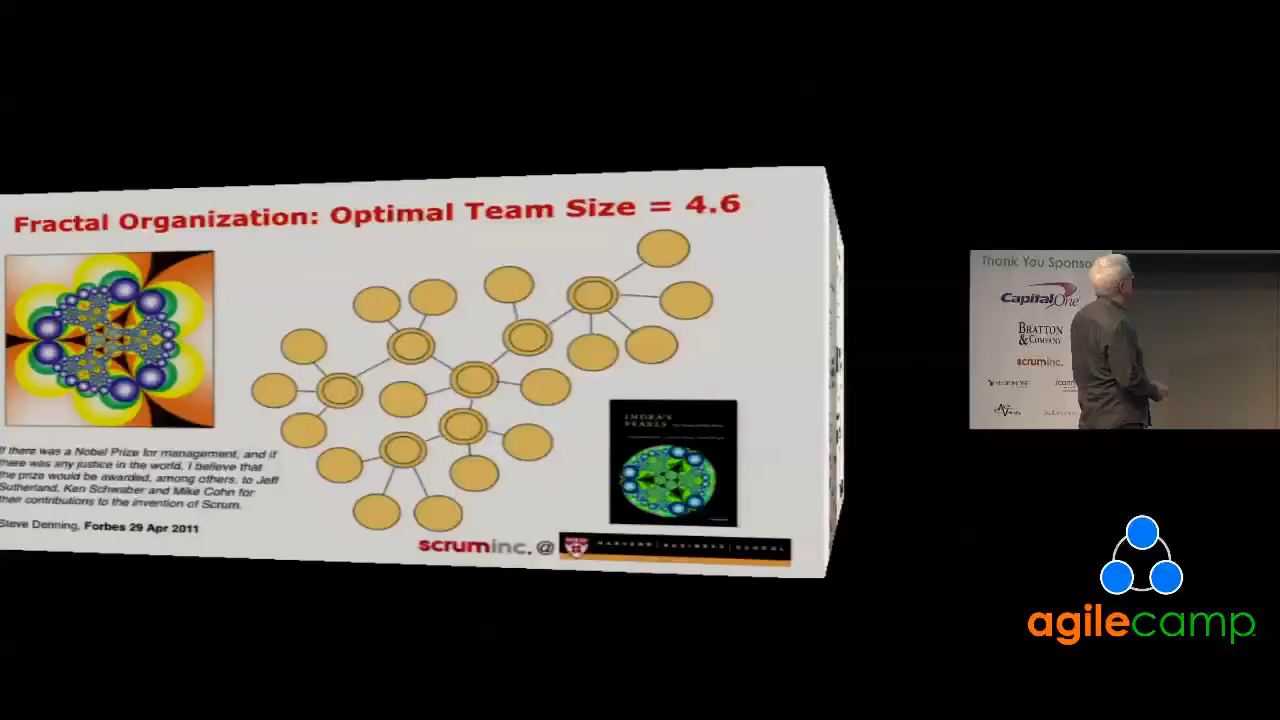 Fractal Organization: Optimal Team Size = 4.6
If there was a Nobel Prize for management, and if
there was any justice in the world, I believe that
the prize would be awarded, among others, to Jeff
Sutherland, Ken Schwaber and Mike Cohn for
their contributions to the invention of Scrum.
Steve Denning, Forbes 29 Apr 2011
INDRA'S
PEARLS
scruminc. @
HARVARD | BUSINESS | SCHOOL
Thank You Sponso
Capital One
BRATTON
& COMPANY
scruminc.
VERSIONONE
agilecamp